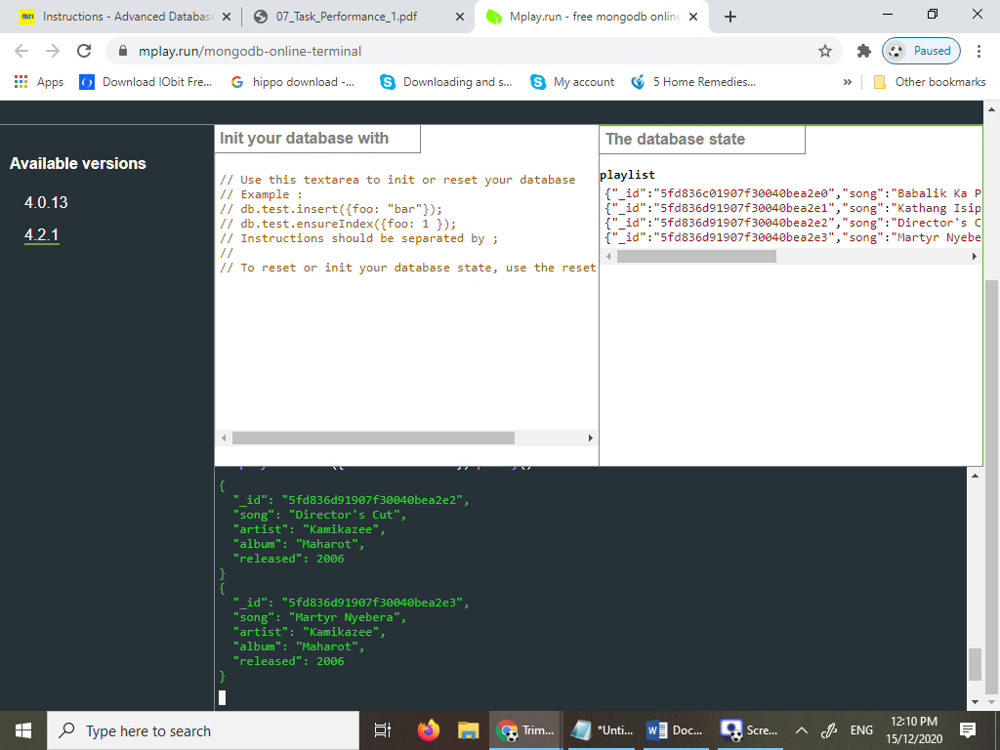 Instructions - Advanced Database
07_Task_Performance_1.pdf
Mplay.run - free mongodb online
mplay.run/mongodb-online-terminal
Paused
Apps
Download IObit Fre...
hippo download -...
Downloading and s...
My account
5 Home Remedies...
»
Other bookmarks
Available versions
4.0.13
4.2.1
Init your database with
// Use this textarea to init or reset your database
// Example :
// db.test.insert({foo: "bar"});
// db.test.ensureIndex({foo: 1 });
// Instructions should be separated by ;
//
// To reset or init your database state, use the reset
The database state
playlist
{"_id":"5fd836c01907f30040bea2e0","song":"Babalik Ka P
{"_id":"5fd836d91907f30040bea2e1","song":"Kathang Isip
{"_id":"5fd836d91907f30040bea2e2","song":"Director's C
{"_id":"5fd836d91907f30040bea2e3","song":"Martyr Nyebe
{
"_id": "5fd836d91907f30040bea2e2",
"song": "Director's Cut",
"artist": "Kamikazee",
"album": "Maharot",
"released": 2006
}
{
"_id": "5fd836d91907f30040bea2e3",
"song": "Martyr Nyebera",
"artist": "Kamikazee",
"album": "Maharot",
"released": 2006
}
Type here to search
Trim...
*Unti...
Doc...
Scre...
ENG
12:10 PM
15/12/2020